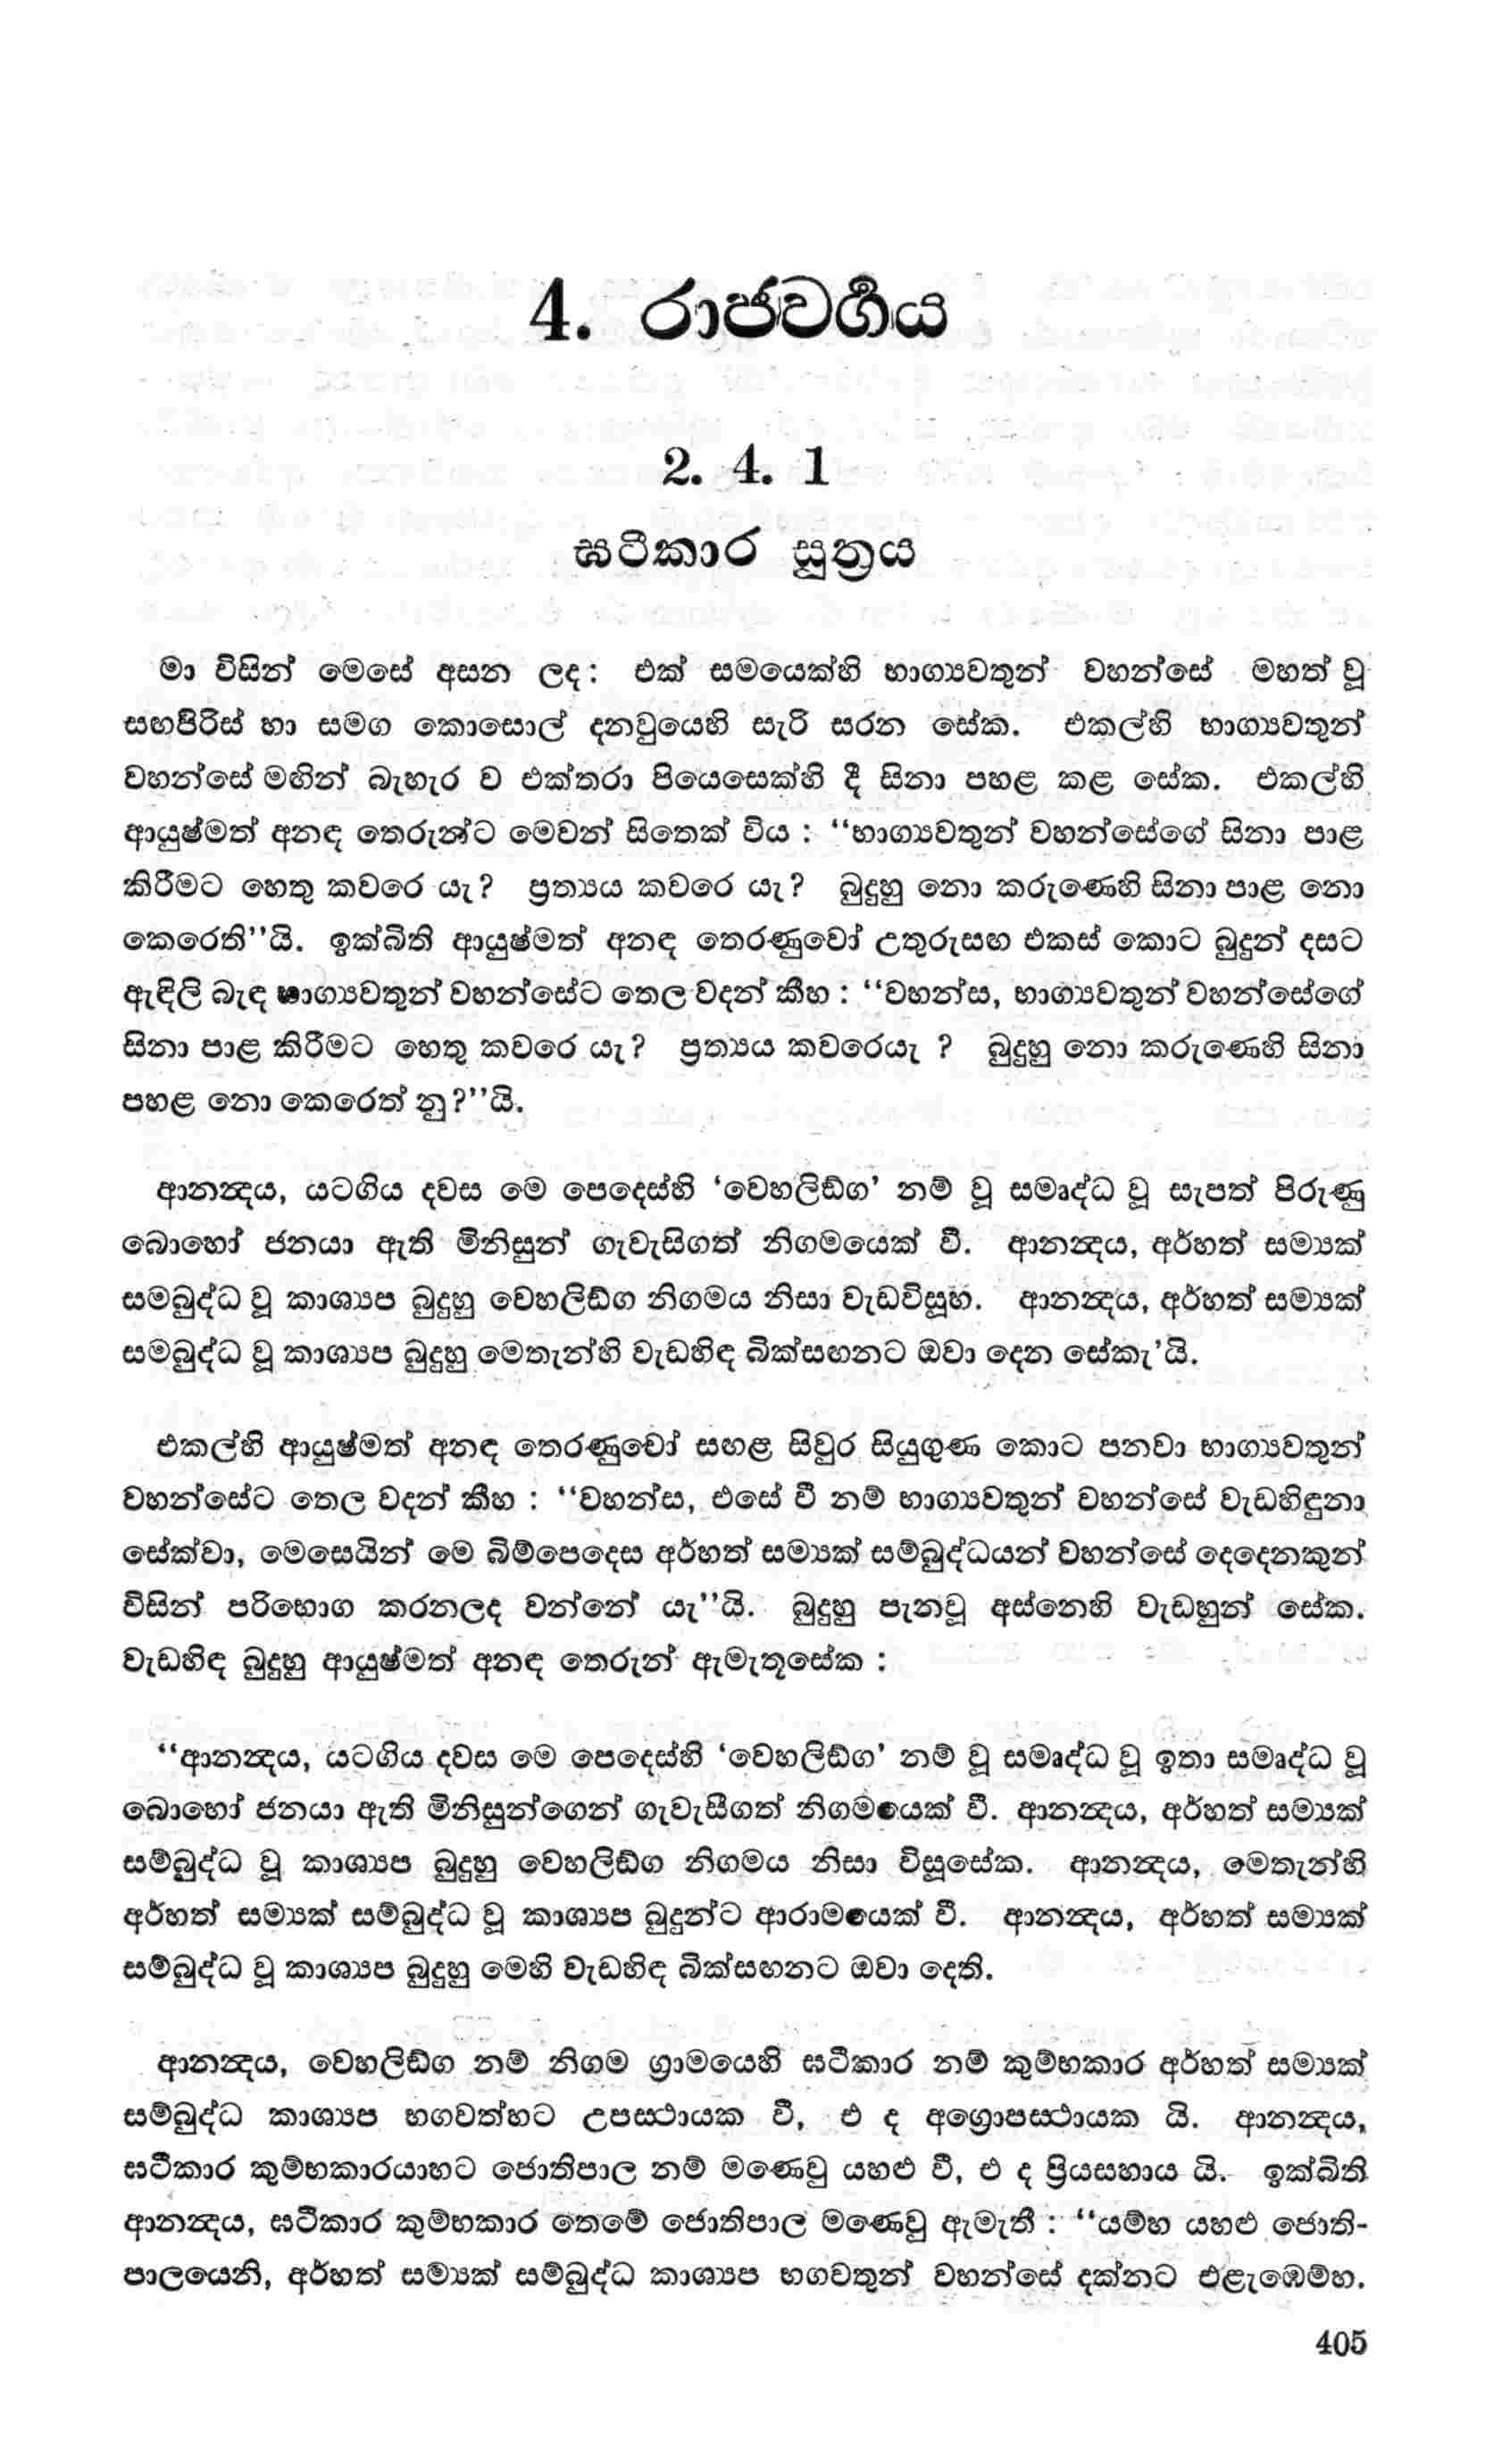 4. රාජවර්‍ගය
2. 4. 1
ඝටීකාර සූත්‍රය
මා විසින් මෙසේ අසන ලද: එක් සමයෙක්හි භාග්‍යවතුන් වහන්සේ මහත් වූ
සඟපිරිස් හා සමග කොසොල් දනවුයෙහි සැරි සරන සේක. එකල්හි භාග්‍යවතුන්
වහන්සේ මඟින් බැහැර ව එක්තරා පියෙසෙක්හි දී සිනා පහළ කළ සේක. එකල්හි
ආයුෂ්මත් අනඳ තෙරුන්ට මෙවන් සිතෙක් විය : “භාග්‍යවතුන් වහන්සේගේ සිනා පාළ
කිරීමට හෙතු කවරෙ යැ? ප්‍රත්‍යය කවරෙ යැ? බුදුහු නො කරුණෙහි සිනා පාළ නො
කෙරෙති”යි. ඉක්බිති ආයුෂ්මත් අනඳ තෙරණුවෝ උතුරුසඟ එකස් කොට බුදුන් දසට
ඇඳිලි බැඳ භාග්‍යවතුන් වහන්සේට තෙල වදන් කීහ : “වහන්ස, භාග්‍යවතුන් වහන්සේගේ
සිනා පාළ කිරීමට හෙතු කවරෙ යැ? ප්‍රත්‍යය කවරෙයැ ? බුදුහු නො කරුණෙහි සිනා
පහළ නො කෙරෙත් නු?”යි.
ආනන්‍දය, යටගිය දවස මෙ පෙදෙස්හි ‘වෙහලිඞ්ග’ නම් වූ සමෘද්ධ වූ සැපත් පිරුණු
බොහෝ ජනයා ඇති මිනිසුන් ගැවැසිගත් නිගමයෙක් වී. ආනන්‍දය, අර්හත් සම්‍යක්
සම්බුද්ධ වූ කාශ්‍යප බුදුහු වෙහලිඞ්ග නිගමය නිසා වැඩවිසූහ. ආනන්‍දය, අර්හත් සම්‍යක්
සම්බුද්ධ වූ කාශ්‍යප බුදුහු මෙතැන්හි වැඩහිඳ බික්සඟනට ඔවා දෙන සේකැ’යි.
එකල්හි ආයුෂ්මත් අනඳ තෙරණුවෝ සඟළ සිවුර සියුගුණ කොට පනවා භාග්‍යවතුන්
වහන්සේට තෙල වදන් කීහ : “වහන්ස, එසේ වී නම් භාග්‍යවතුන් වහන්සේ වැඩහිඳුනා
සේක්වා, මෙසෙයින් මෙ බිම්පෙදෙස අර්හත් සම්‍යක් සම්බුද්ධයන් වහන්සේ දෙදෙනකුන්
විසින් පරිභොග කරනලද වන්නේ යැ”යි. බුදුහු පැනවූ අස්නෙහි වැඩහුන් සේක.
වැඩහිඳ බුදුහු ආයුෂ්මත් අනඳ තෙරුන් ඇමැතූසේක :
“ආනන්‍දය, යටගිය දවස මෙ පෙදෙස්හි ‘වෙහලිඞ්ග’ නම් වූ සමෘද්ධ වූ ඉතා සමෘද්ධ වූ
බොහෝ ජනයා ඇති මිනිසුන්ගෙන් ගැවැසීගත් නිගමයෙක් වී. ආනන්‍දය, අර්හත් සම්‍යක්
සම්බුද්ධ වූ කාශ්‍යප බුදුහු වෙහලිඞ්ග නිගමය නිසා විසූසේක. ආනන්‍දය, මෙතැන්හි
අර්හත් සම්‍යක් සම්බුද්ධ වූ කාශ්‍යප බුදුන්ට ආරාමයෙක් වී. ආනන්‍දය, අර්හත් සම්‍යක්
සම්බුද්ධ වූ කාශ්‍යප බුදුහු මෙහි වැඩහිඳ බික්සඟනට ඔවා දෙති.
ආනන්‍දය, වෙහලිඞ්ග නම් නිගම ග්‍රාමයෙහි ඝටීකාර නම් කුම්භකාර අර්හත් සම්‍යක්
සම්බුද්ධ කාශ්‍යප භගවත්හට උපස්‍ථායක වී, එ ද අග්‍රොපස්‍ථායක යි. ආනන්‍දය,
ඝටීකාර කුම්භකාරයාහට ජොතිපාල නම් මණෙවු යහළු වී, එ ද ප්‍රියසහාය යි. ඉක්බිති
ආනන්‍දය, ඝටීකාර කුම්භකාර තෙමේ ජොතිපාල මණෙවු ඇමැතී : “යම්හ යහළු ජොති-
පාලයෙනි, අර්හත් සම්‍යක් සම්බුද්ධ කාශ්‍යප භගවතුන් වහන්සේ දක්නට එළැඹෙම්හ.
405